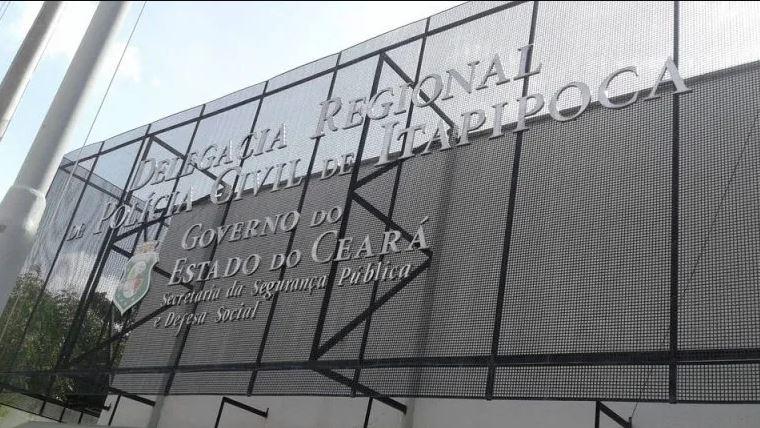 Delegacia Regional
de Polícia Civil de Itapipoca
Governo do
Estado do Ceará
Secretaria da Segurança Pública
e Defesa Social